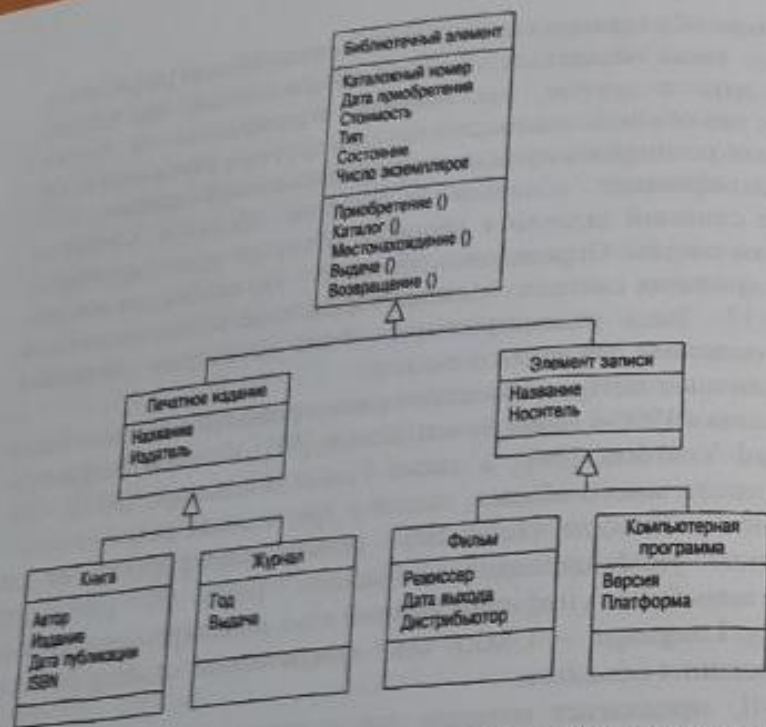 Библиотечный элемент
Каталожный номер
Дата приобретения
Стоимость
Тип
Состояние
Число экземпляров
Приобретение ()
Каталог ()
Местонахождение ()
Выдача ()
Возвращение ()
Печатное издание
Название
Издатель
Элемент записи
Название
Носитель
Книга
Автор
Издание
Дата публикации
ISBN
Журнал
Год
Выдача
Фильм
Режиссер
Дата выхода
Дистрибьютор
Компьютерная
программа
Версия
Платформа